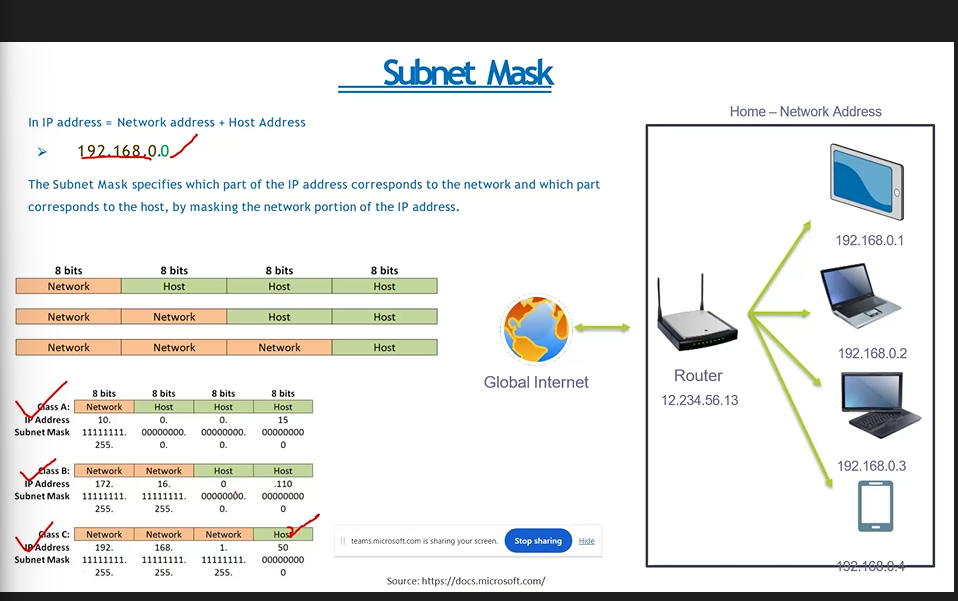 Subnet Mask
In IP address = Network address + Host Address
192.168.0.0
The Subnet Mask specifies which part of the IP address corresponds to the network and which part
corresponds to the host, by masking the network portion of the IP address.
8 bits 8 bits 8 bits 8 bits
Network Host Host Host
Network Network Host Host
Network Network Network Host
8 bits 8 bits 8 bits 8 bits
Class A: Network Host Host Host
IP Address 10. 0. 0. 15
Subnet Mask 11111111. 00000000. 00000000. 00000000
255. 0. 0. 0
Class B: Network Network Host Host
IP Address 172. 16. 0 .110
Subnet Mask 11111111. 11111111. 00000000. 00000000
255. 255. 0. 0
Class C: Network Network Network Host
IP Address 192. 168. 1. 50
Subnet Mask 11111111. 11111111. 11111111. 00000000
255. 255. 255. 0
Global Internet
Home – Network Address
Router
12.234.56.13
192.168.0.1
192.168.0.2
192.168.0.3
192.168.0.4
teams.microsoft.com is sharing your screen. Stop sharing Hide
Source: https://docs.microsoft.com/